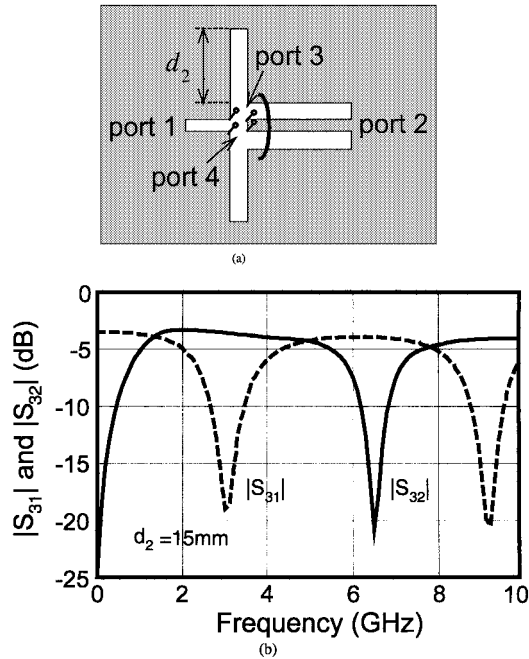 d2
port 3
port 1
port 2
port 4
(a)
|S31| and |S32| (dB)
0
-5
-10
-15
-20
-25
|S31|
|S32|
d2 =15mm
0
2
4
6
8
10
Frequency (GHz)
(b)